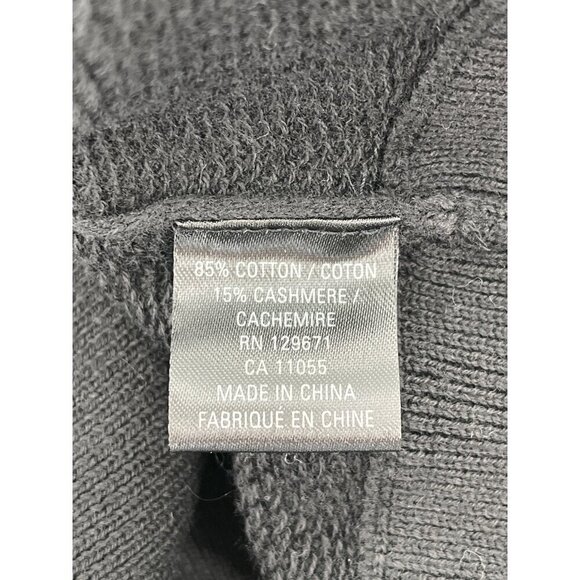 85% COTTON / COTON
15% CASHMERE /
CACHEMIRE
RN 129671
CA 11055
MADE IN CHINA
FABRIQUÉ EN CHINE